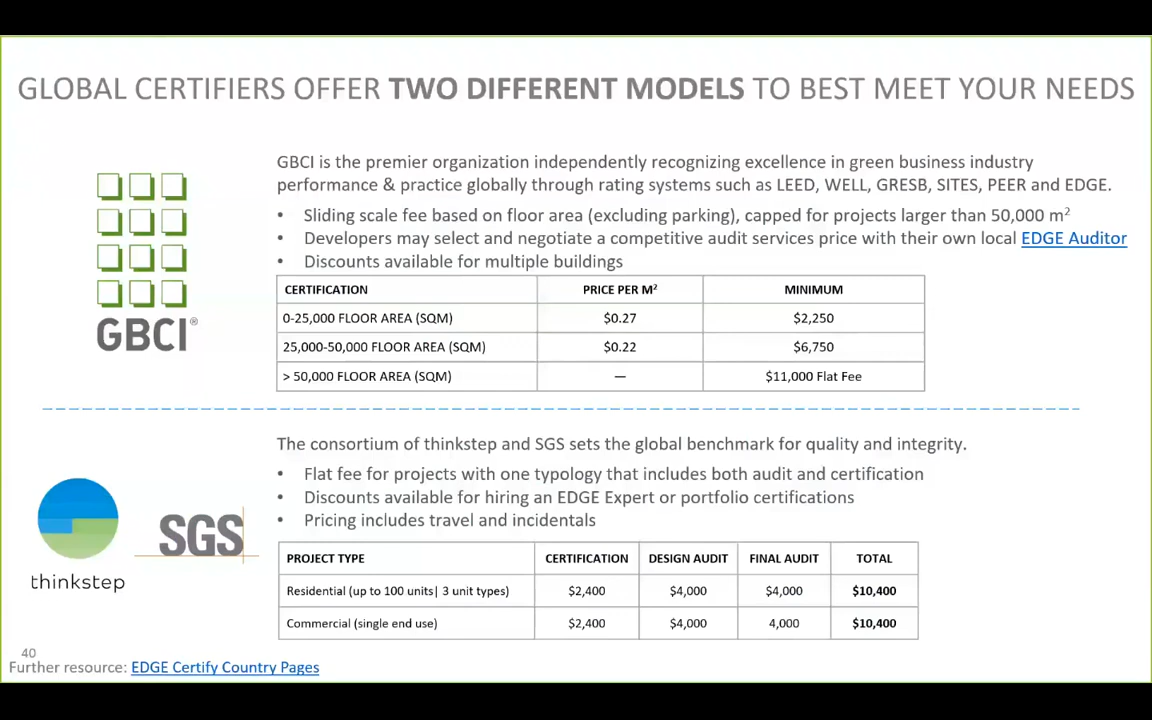 GLOBAL CERTIFIERS OFFER TWO DIFFERENT MODELS TO BEST MEET YOUR NEEDS
GBCI®
GBCI is the premier organization independently recognizing excellence in green business industry
performance & practice globally through rating systems such as LEED, WELL, GRESB, SITES, PEER and EDGE.
• Sliding scale fee based on floor area (excluding parking), capped for projects larger than 50,000 m²
• Developers may select and negotiate a competitive audit services price with their own local EDGE Auditor
• Discounts available for multiple buildings
CERTIFICATION PRICE PER M² MINIMUM
0-25,000 FLOOR AREA (SQM) $0.27 $2,250
25,000-50,000 FLOOR AREA (SQM) $0.22 $6,750
> 50,000 FLOOR AREA (SQM) — $11,000 Flat Fee
thinkstep
SGS
The consortium of thinkstep and SGS sets the global benchmark for quality and integrity.
• Flat fee for projects with one typology that includes both audit and certification
• Discounts available for hiring an EDGE Expert or portfolio certifications
• Pricing includes travel and incidentals
PROJECT TYPE CERTIFICATION DESIGN AUDIT FINAL AUDIT TOTAL
Residential (up to 100 units| 3 unit types) $2,400 $4,000 $4,000 $10,400
Commercial (single end use) $2,400 $4,000 4,000 $10,400
40
Further resource: EDGE Certify Country Pages